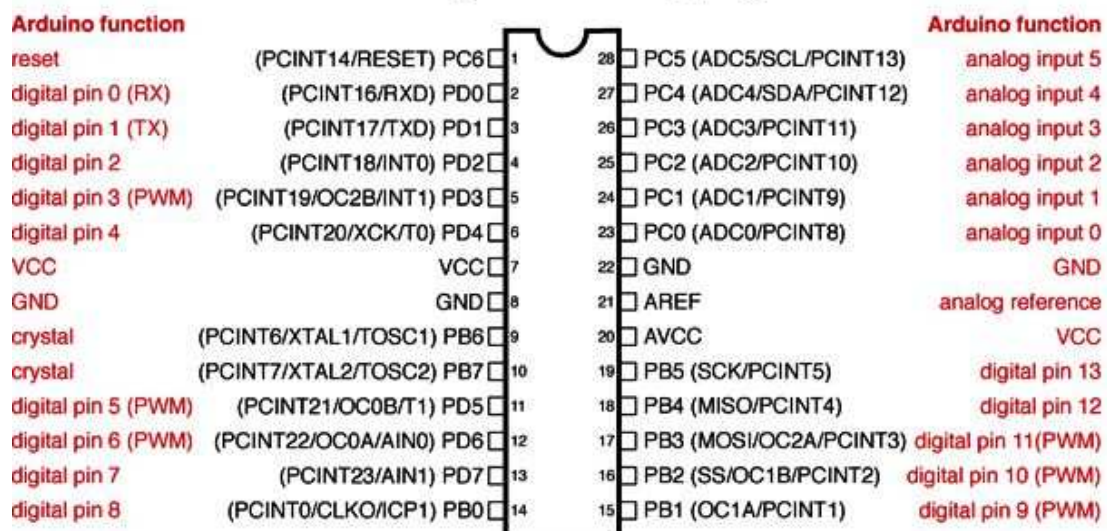 Arduino function Arduino function
reset (PCINT14/RESET) PC6 1 28 PC5 (ADC5/SCL/PCINT13) analog input 5
digital pin 0 (RX) (PCINT16/RXD) PD0 2 27 PC4 (ADC4/SDA/PCINT12) analog input 4
digital pin 1 (TX) (PCINT17/TXD) PD1 3 26 PC3 (ADC3/PCINT11) analog input 3
digital pin 2 (PCINT18/INT0) PD2 4 25 PC2 (ADC2/PCINT10) analog input 2
digital pin 3 (PWM) (PCINT19/OC2B/INT1) PD3 5 24 PC1 (ADC1/PCINT9) analog input 1
digital pin 4 (PCINT20/XCK/T0) PD4 6 23 PC0 (ADC0/PCINT8) analog input 0
VCC VCC 7 22 GND GND
GND GND 8 21 AREF analog reference
crystal (PCINT6/XTAL1/TOSC1) PB6 9 20 AVCC VCC
crystal (PCINT7/XTAL2/TOSC2) PB7 10 19 PB5 (SCK/PCINT5) digital pin 13
digital pin 5 (PWM) (PCINT21/OC0B/T1) PD5 11 18 PB4 (MISO/PCINT4) digital pin 12
digital pin 6 (PWM) (PCINT22/OC0A/AIN0) PD6 12 17 PB3 (MOSI/OC2A/PCINT3) digital pin 11(PWM)
digital pin 7 (PCINT23/AIN1) PD7 13 16 PB2 (SS/OC1B/PCINT2) digital pin 10 (PWM)
digital pin 8 (PCINT0/CLKO/ICP1) PB0 14 15 PB1 (OC1A/PCINT1) digital pin 9 (PWM)